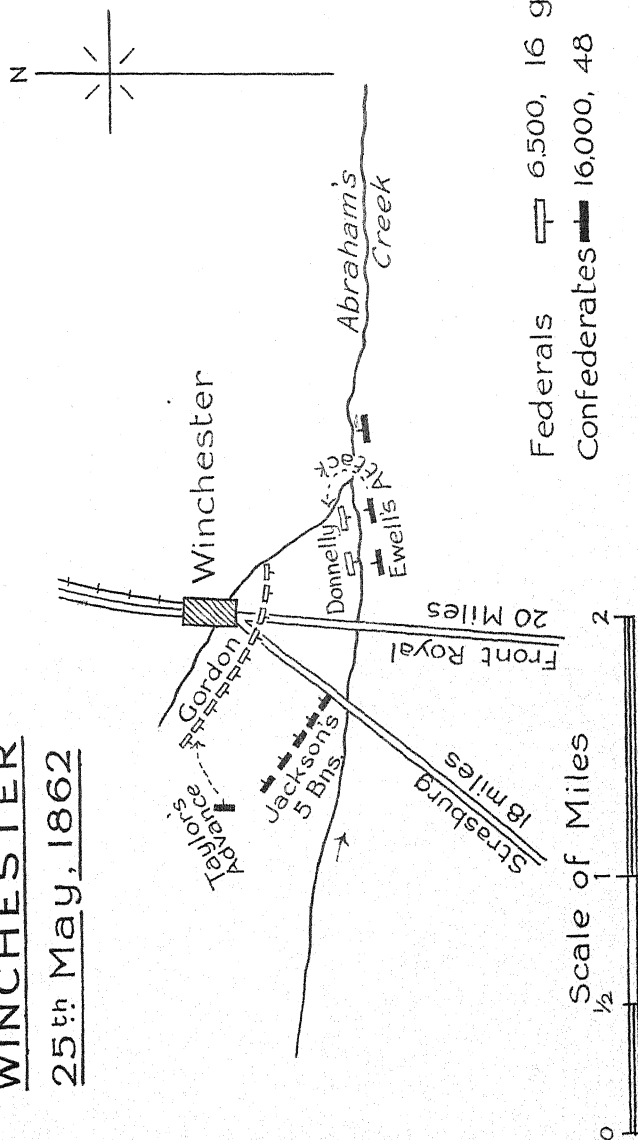 WINCHESTER
25th May, 1862
N
Winchester
Gordon
Taylor's
Advance
Jackson's
5 Bns.
Donnelly
Ewell's Attack
Abraham's
Creek
Strasburg
18 miles
Front Royal
20 Miles
Federals 6,500, 16 g
Confederates 16,000, 48
Scale of Miles
0 ½ 1 2